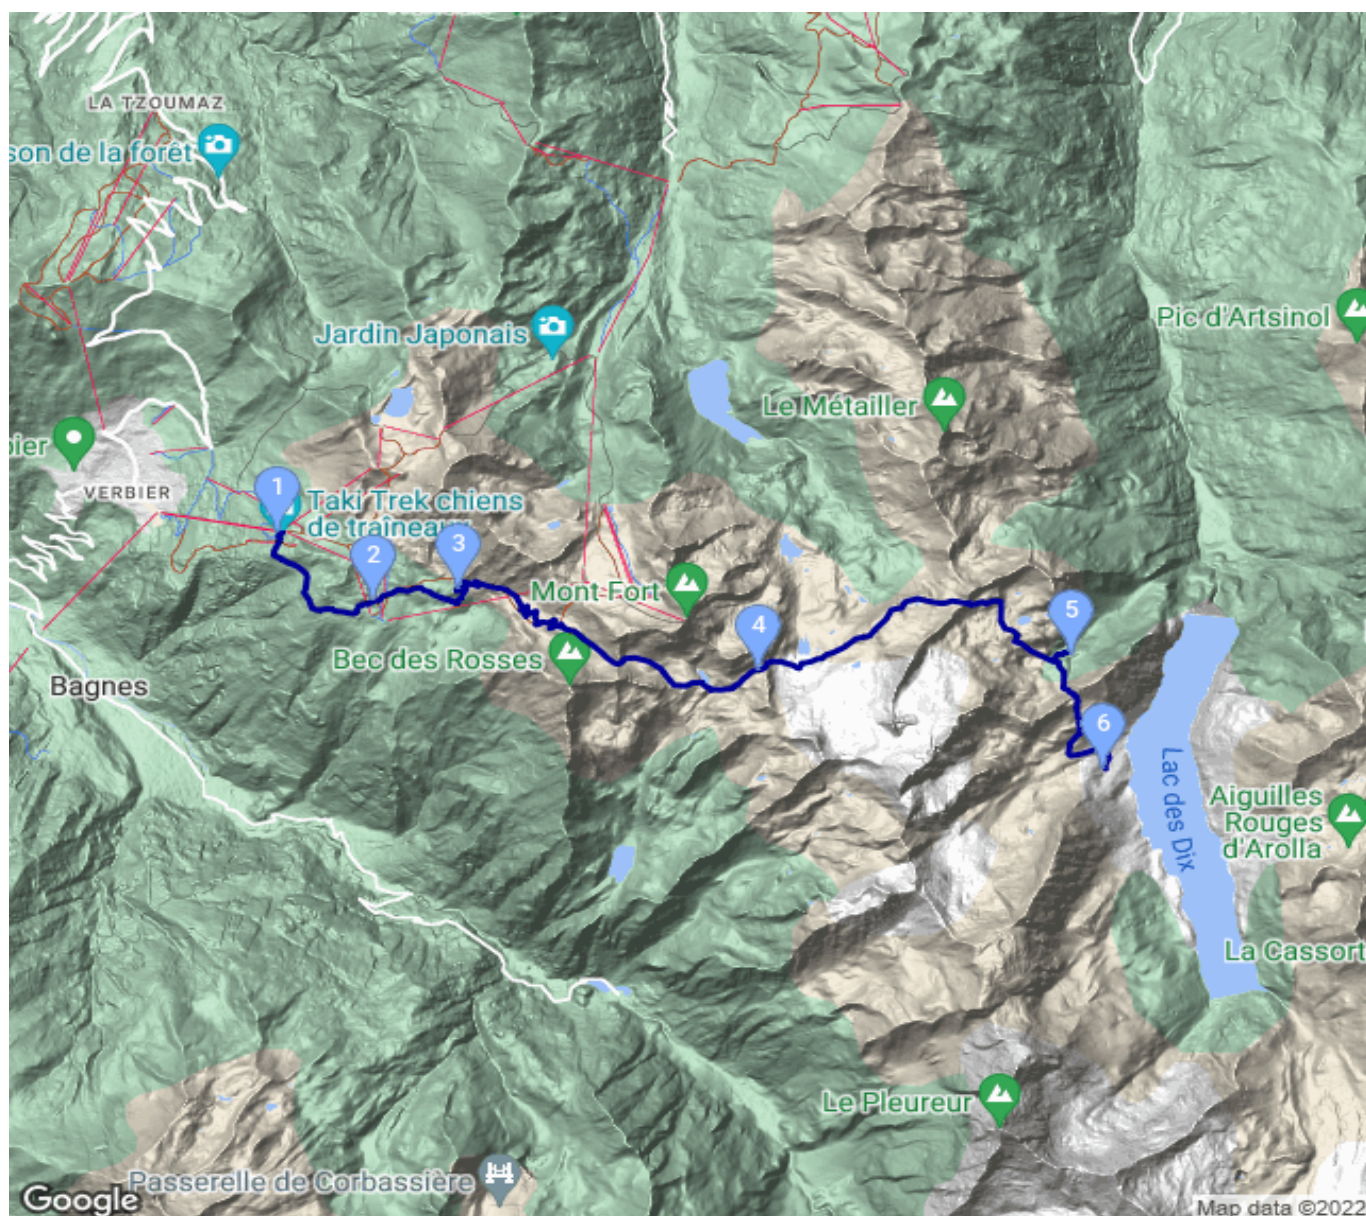 LA TZOUMAZ
son de la forêt
Jardin Japonais
Pic d'Artsinol
Le Métailler
bier
VERBIER
1
Taki Trek chiens
de traîneaux
2
3
Mont Fort
4
5
Bec des Rosses
Bagnes
6
Lac des Dix
Aiguilles
Rouges
d'Arolla
La Cassort
Le Pleureur
Passerelle de Corbassière
Google
Map data ©2022